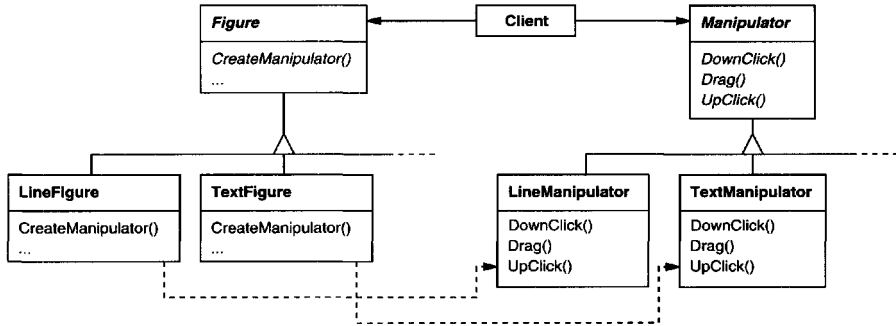 Figure
CreateManipulator()
...
Client
Manipulator
DownClick()
Drag()
UpClick()
LineFigure
CreateManipulator()
...
TextFigure
CreateManipulator()
...
LineManipulator
DownClick()
Drag()
UpClick()
TextManipulator
DownClick()
Drag()
UpClick()